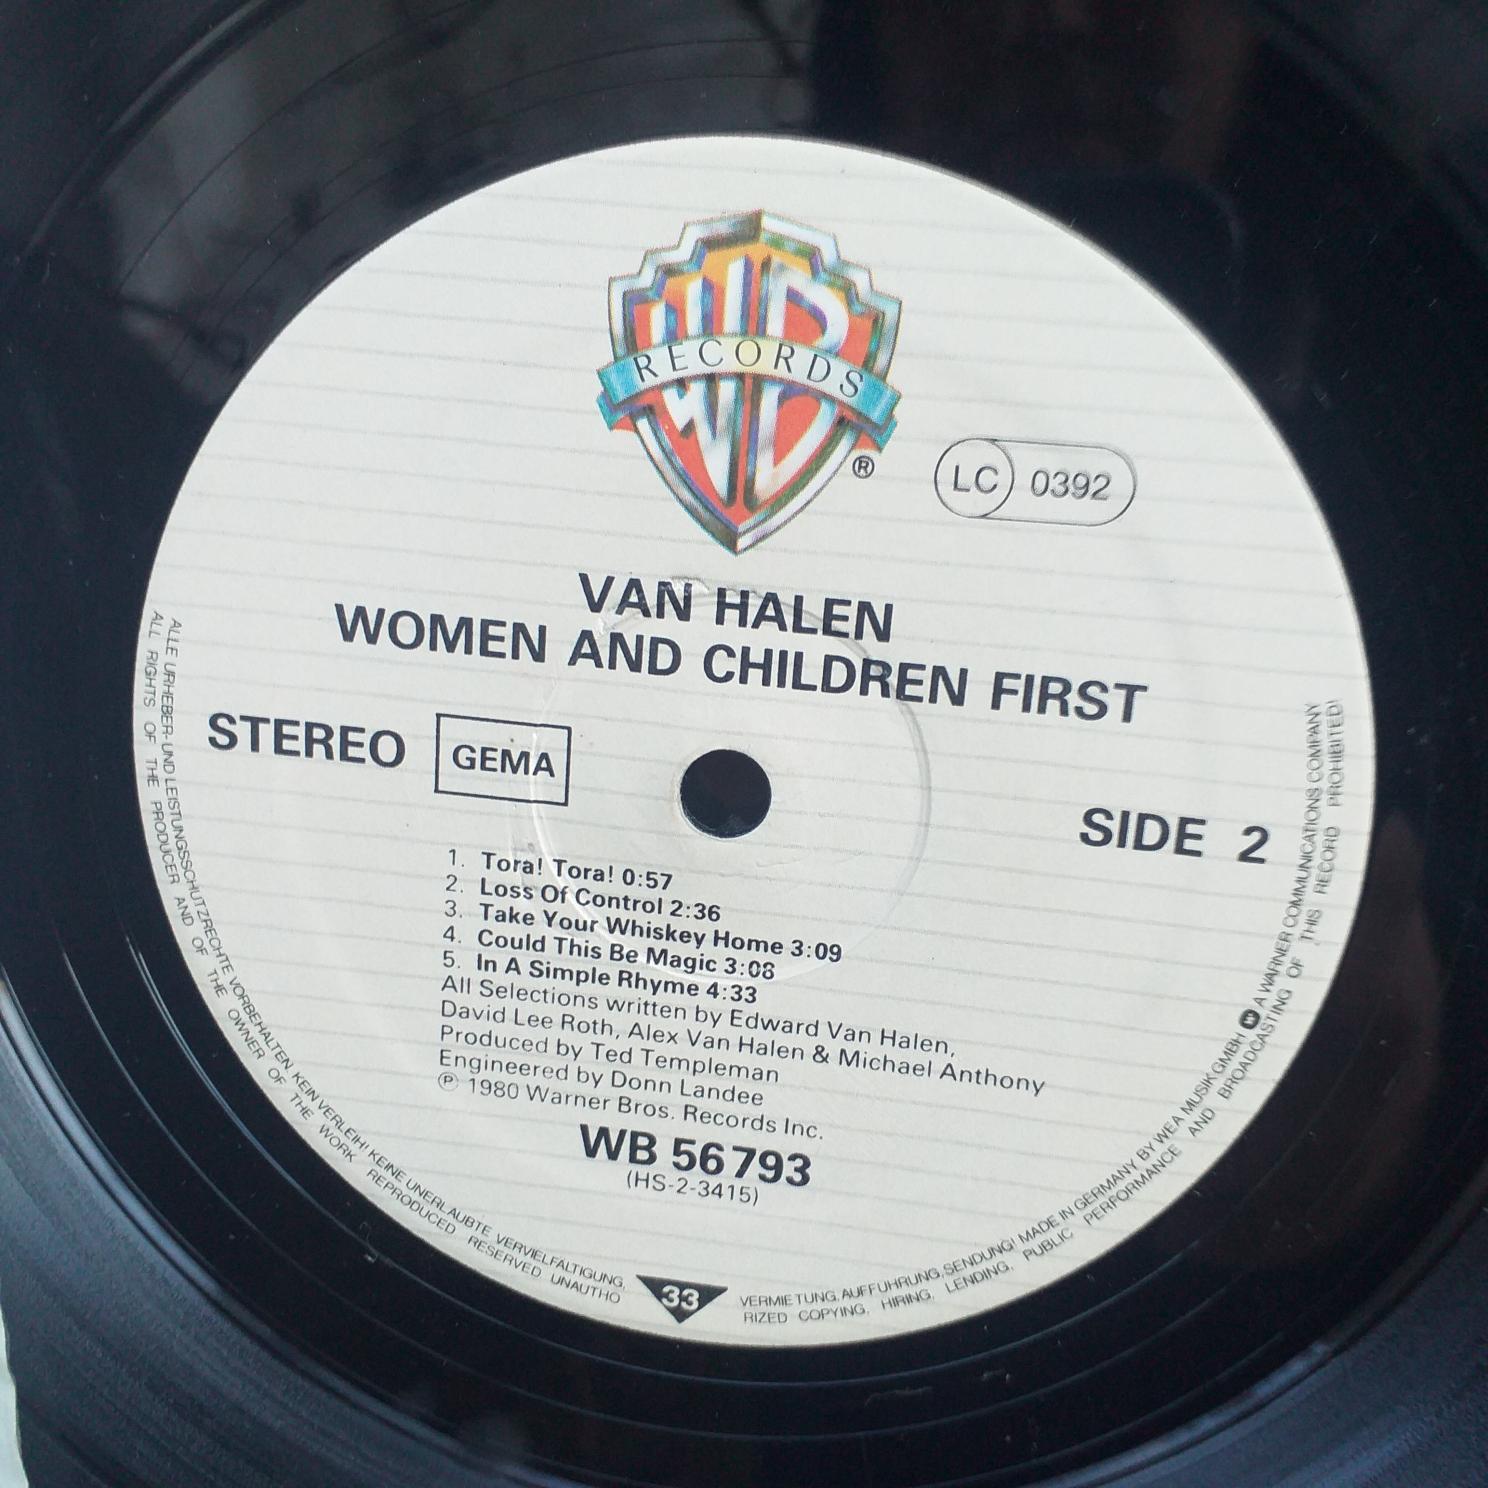 WB
RECORDS
®
LC 0392
VAN HALEN
WOMEN AND CHILDREN FIRST
STEREO GEMA
SIDE 2
1. Tora! Tora! 0:57
2. Loss Of Control 2:36
3. Take Your Whiskey Home 3:09
4. Could This Be Magic 3:08
5. In A Simple Rhyme 4:33
All Selections written by Edward Van Halen,
David Lee Roth, Alex Van Halen & Michael Anthony
Produced by Ted Templeman
Engineered by Donn Landee
℗ 1980 Warner Bros. Records Inc.
WB 56 793
(HS-2-3415)
33
ALLE URHEBER- UND LEISTUNGSSCHUTZRECHTE VORBEHALTEN KEIN VERLEIH! KEINE UNERLAUBTE VERVIELFÄLTIGUNG, VERMIETUNG, AUFFÜHRUNG, SENDUNG! MADE IN GERMANY BY WEA MUSIK GMBH A WARNER COMMUNICATIONS COMPANY
ALL RIGHTS OF THE PRODUCER AND OF THE OWNER OF THE WORK REPRODUCED RESERVED UNAUTHORIZED COPYING, HIRING, LENDING, PUBLIC PERFORMANCE AND BROADCASTING OF THIS RECORD PROHIBITED!